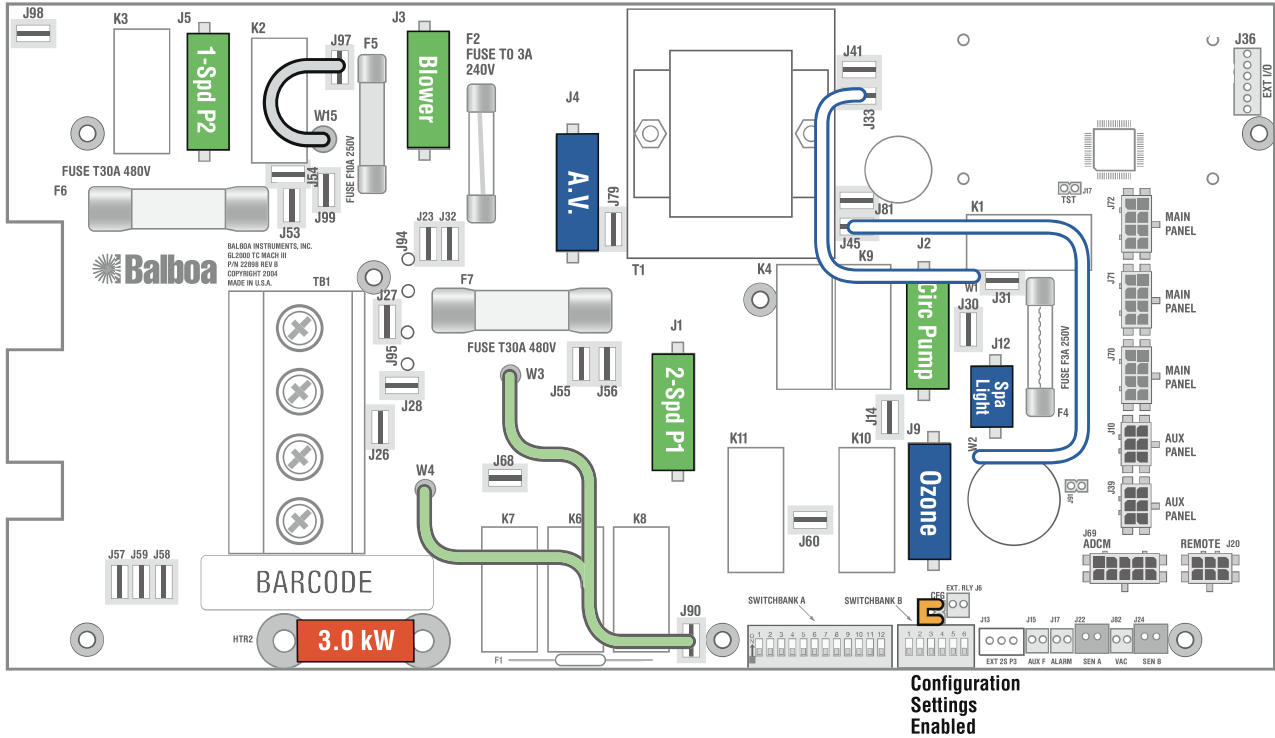 J98
K3
J5
1-Spd P2
K2
J97
F5
J3
Blower
F2
FUSE TO 3A
240V
W15
FUSE F10A 250V
J4
A.V.
J41
J33
J36
EXT I/O
FUSE T30A 480V
F6
J54
J53
J99
J79
J81
J45
J17
TST
J72
MAIN
PANEL
BALBOA INSTRUMENTS, INC.
GL2000 TC MACH III
P/N 22898 REV B
COPYRIGHT 2004
MADE IN U.S.A.
Balboa
J94
J23
J32
T1
K4
K9
J2
Circ Pump
K1
W1
J31
J30
J71
MAIN
PANEL
TB1
J27
J95
J28
J26
F7
FUSE T30A 480V
W3
J55
J56
J1
2-Spd P1
J12
Spa
Light
FUSE F3A 250V
F4
J70
MAIN
PANEL
J14
J9
Ozone
W2
J10
AUX
PANEL
W4
J68
K11
K10
J60
J91
J39
AUX
PANEL
K7
K6
K8
J69
ADCM
REMOTE
J20
J57
J59
J58
BARCODE
HTR2
3.0 kW
F1
J90
SWITCHBANK A
ON
1 2 3 4 5 6 7 8 9 10 11 12
SWITCHBANK B
1 2 3 4 5 6
CFG
EXT. RLY J6
J13
EXT 2S P3
J15
AUX F
J17
ALARM
J22
SEN A
J82
VAC
J24
SEN B
Configuration
Settings
Enabled